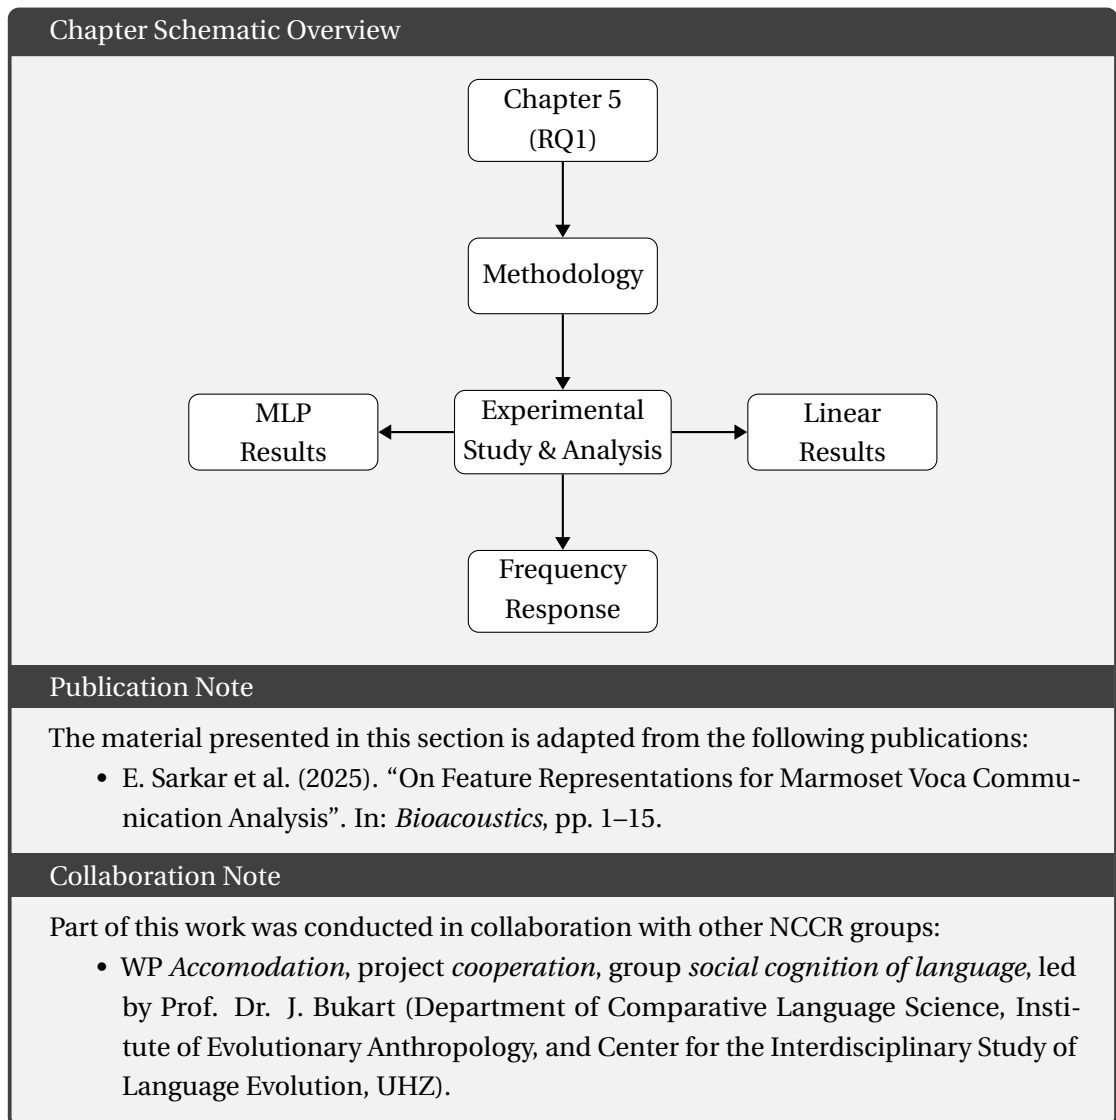 Chapter Schematic Overview
Chapter 5
(RQ1)
Methodology
MLP
Results
Experimental
Study & Analysis
Linear
Results
Frequency
Response
Publication Note
The material presented in this section is adapted from the following publications:
• E. Sarkar et al. (2025). “On Feature Representations for Marmoset Voca Commu-
nication Analysis”. In: Bioacoustics, pp. 1–15.
Collaboration Note
Part of this work was conducted in collaboration with other NCCR groups:
• WP Accomodation, project cooperation, group social cognition of language, led
by Prof. Dr. J. Bukart (Department of Comparative Language Science, Insti-
tute of Evolutionary Anthropology, and Center for the Interdisciplinary Study of
Language Evolution, UHZ).